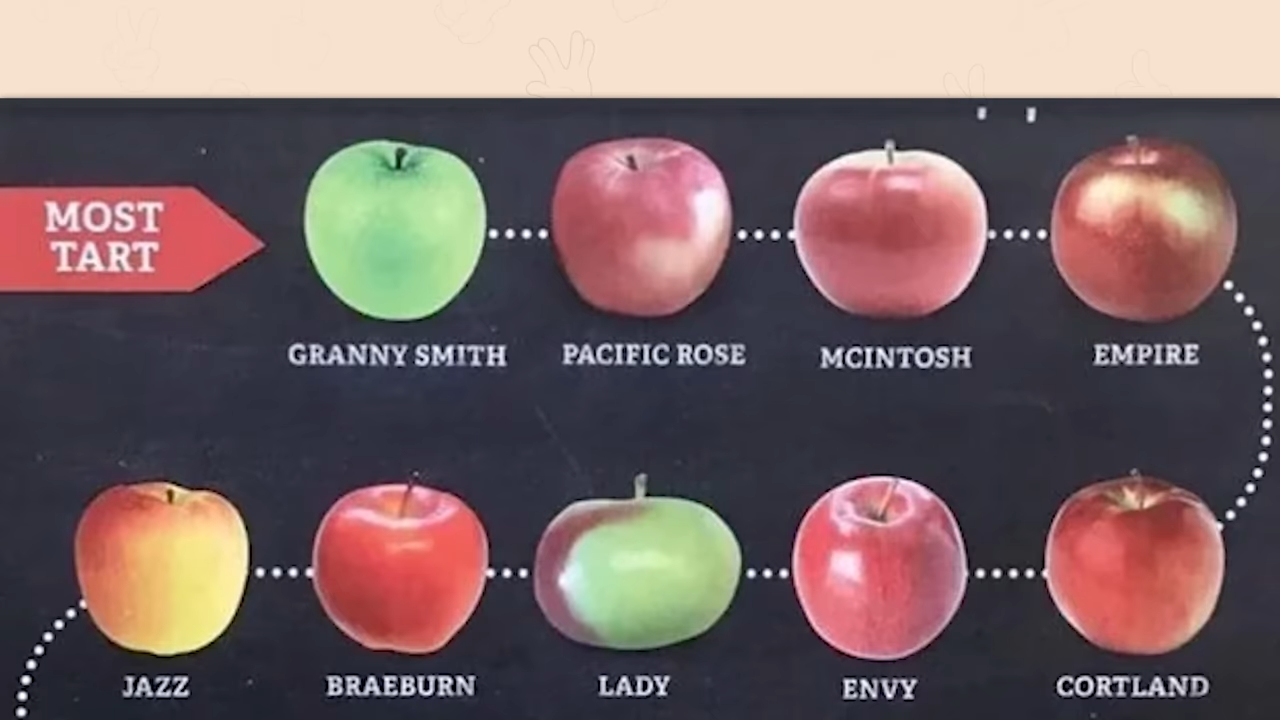 MOST
TART
GRANNY SMITH
PACIFIC ROSE
MCINTOSH
EMPIRE
JAZZ
BRAEBURN
LADY
ENVY
CORTLAND